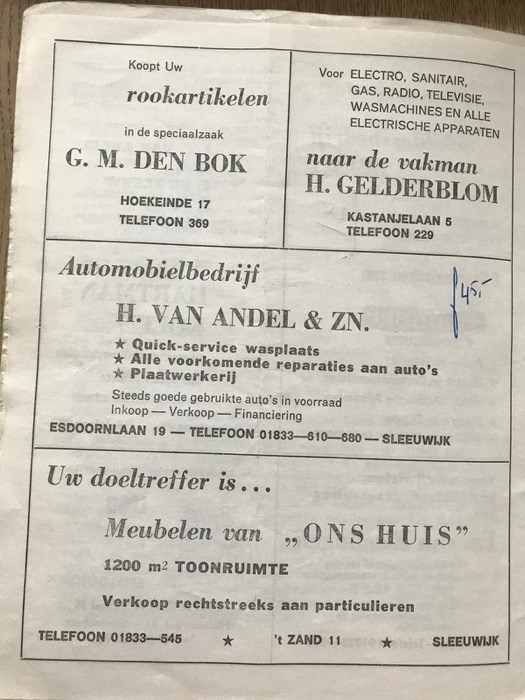 Koopt Uw
rookartikelen
in de speciaalzaak
G. M. DEN BOK
HOEKEINDE 17
TELEFOON 369
Voor ELECTRO, SANITAIR,
GAS, RADIO, TELEVISIE,
WASMACHINES EN ALLE
ELECTRISCHE APPARATEN
naar de vakman
H. GELDERBLOM
KASTANJELAAN 5
TELEFOON 229
Automobielbedrijf
H. VAN ANDEL & ZN.
★ Quick-service wasplaats
★ Alle voorkomende reparaties aan auto's
★ Plaatwerkerij
Steeds goede gebruikte auto's in voorraad
Inkoop — Verkoop — Financiering
ESDOORNLAAN 19 — TELEFOON 01833—610—680 — SLEEUWIJK
ƒ 45,-
Uw doeltreffer is...
Meubelen van „ONS HUIS”
1200 m2 TOONRUIMTE
Verkoop rechtstreeks aan particulieren
TELEFOON 01833—545 ★ 't ZAND 11 ★ SLEEUWIJK